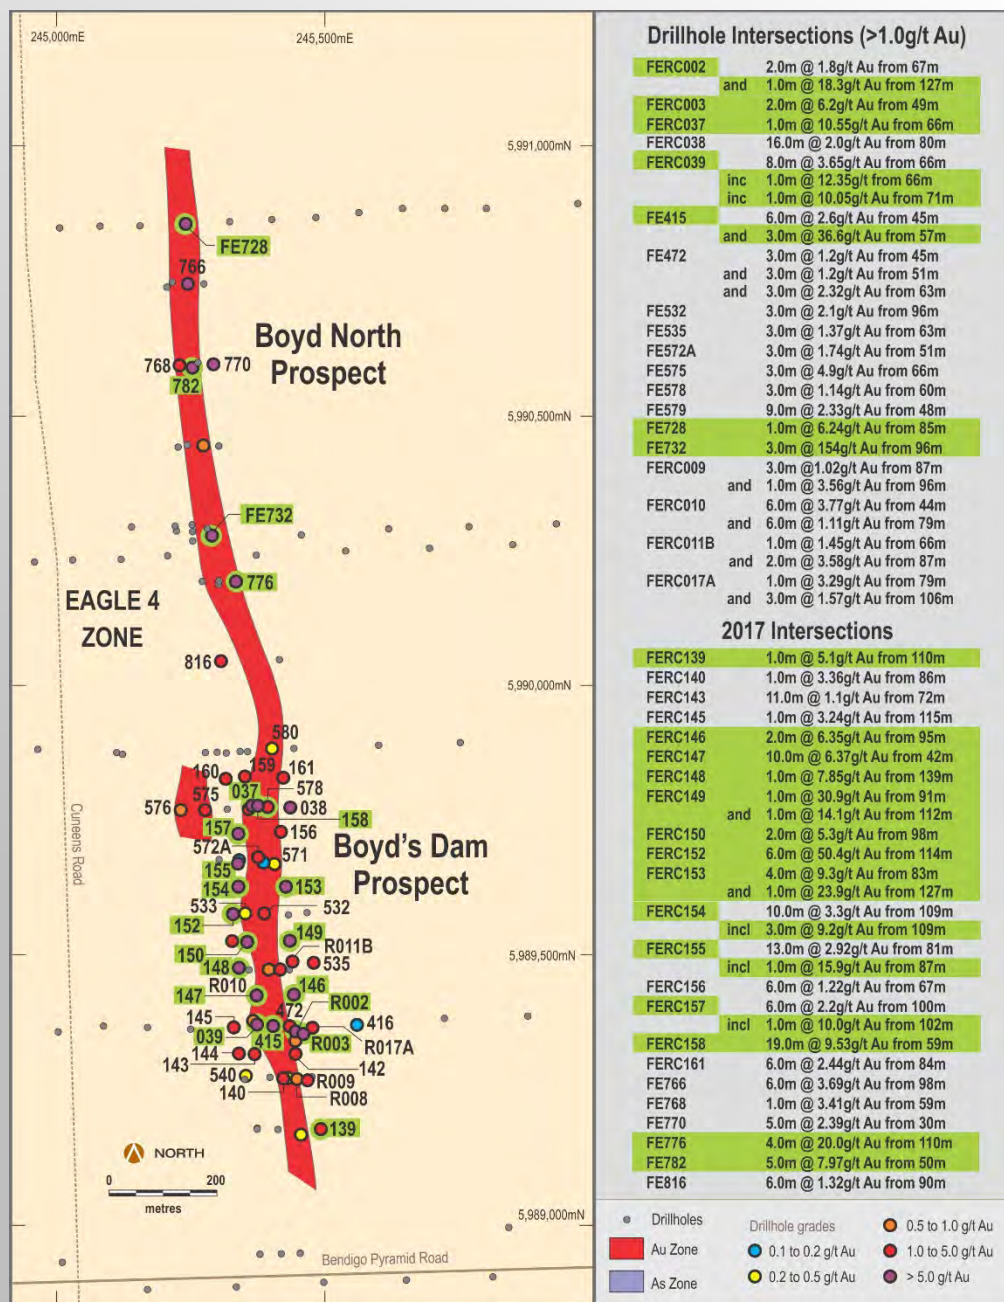 245,000mE
245,500mE
5,991,000mN
FE728
766
Boyd North
Prospect
768
770
782
5,990,500mN
FE732
776
EAGLE 4
ZONE
816
5,990,000mN
580
159
160
161
037
578
576
575
038
158
157
156
572A
571
Boyd's Dam
Prospect
155
154
153
533
532
152
149
150
R011B
148
535
5,989,500mN
R010
147
146
R002
145
472
416
039
415
R003
R017A
144
143
142
540
R009
140
R008
139
NORTH
0
200
metres
5,989,000mN
Cuneens Road
Bendigo Pyramid Road
Drillhole Intersections (>1.0g/t Au)
FERC002 2.0m @ 1.8g/t Au from 67m
and 1.0m @ 18.3g/t Au from 127m
FERC003 2.0m @ 6.2g/t Au from 49m
FERC037 1.0m @ 10.55g/t Au from 66m
FERC038 16.0m @ 2.0g/t Au from 80m
FERC039 8.0m @ 3.65g/t Au from 66m
inc 1.0m @ 12.35g/t from 66m
inc 1.0m @ 10.05g/t Au from 71m
FE415 6.0m @ 2.6g/t Au from 45m
and 3.0m @ 36.6g/t Au from 57m
FE472 3.0m @ 1.2g/t Au from 45m
and 3.0m @ 1.2g/t Au from 51m
and 3.0m @ 2.32g/t Au from 63m
FE532 3.0m @ 2.1g/t Au from 96m
FE535 3.0m @ 1.37g/t Au from 63m
FE572A 3.0m @ 1.74g/t Au from 51m
FE575 3.0m @ 4.9g/t Au from 66m
FE578 3.0m @ 1.14g/t Au from 60m
FE579 9.0m @ 2.33g/t Au from 48m
FE728 1.0m @ 6.24g/t Au from 85m
FE732 3.0m @ 154g/t Au from 96m
FERC009 3.0m @1.02g/t Au from 87m
and 1.0m @ 3.56g/t Au from 96m
FERC010 6.0m @ 3.77g/t Au from 44m
and 6.0m @ 1.11g/t Au from 79m
FERC011B 1.0m @ 1.45g/t Au from 66m
and 2.0m @ 3.58g/t Au from 87m
FERC017A 1.0m @ 3.29g/t Au from 79m
and 3.0m @ 1.57g/t Au from 106m
2017 Intersections
FERC139 1.0m @ 5.1g/t Au from 110m
FERC140 1.0m @ 3.36g/t Au from 86m
FERC143 11.0m @ 1.1g/t Au from 72m
FERC145 1.0m @ 3.24g/t Au from 115m
FERC146 2.0m @ 6.35g/t Au from 95m
FERC147 10.0m @ 6.37g/t Au from 42m
FERC148 1.0m @ 7.85g/t Au from 139m
FERC149 1.0m @ 30.9g/t Au from 91m
and 1.0m @ 14.1g/t Au from 112m
FERC150 2.0m @ 5.3g/t Au from 98m
FERC152 6.0m @ 50.4g/t Au from 114m
FERC153 4.0m @ 9.3g/t Au from 83m
and 1.0m @ 23.9g/t Au from 127m
FERC154 10.0m @ 3.3g/t Au from 109m
incl 3.0m @ 9.2g/t Au from 109m
FERC155 13.0m @ 2.92g/t Au from 81m
incl 1.0m @ 15.9g/t Au from 87m
FERC156 6.0m @ 1.22g/t Au from 67m
FERC157 6.0m @ 2.2g/t Au from 100m
incl 1.0m @ 10.0g/t Au from 102m
FERC158 19.0m @ 9.53g/t Au from 59m
FERC161 6.0m @ 2.44g/t Au from 84m
FE766 6.0m @ 3.69g/t Au from 98m
FE768 1.0m @ 3.41g/t Au from 59m
FE770 5.0m @ 2.39g/t Au from 30m
FE776 4.0m @ 20.0g/t Au from 110m
FE782 5.0m @ 7.97g/t Au from 50m
FE816 6.0m @ 1.32g/t Au from 90m
Drillholes
Au Zone
As Zone
Drillhole grades
0.1 to 0.2 g/t Au
0.2 to 0.5 g/t Au
0.5 to 1.0 g/t Au
1.0 to 5.0 g/t Au
> 5.0 g/t Au